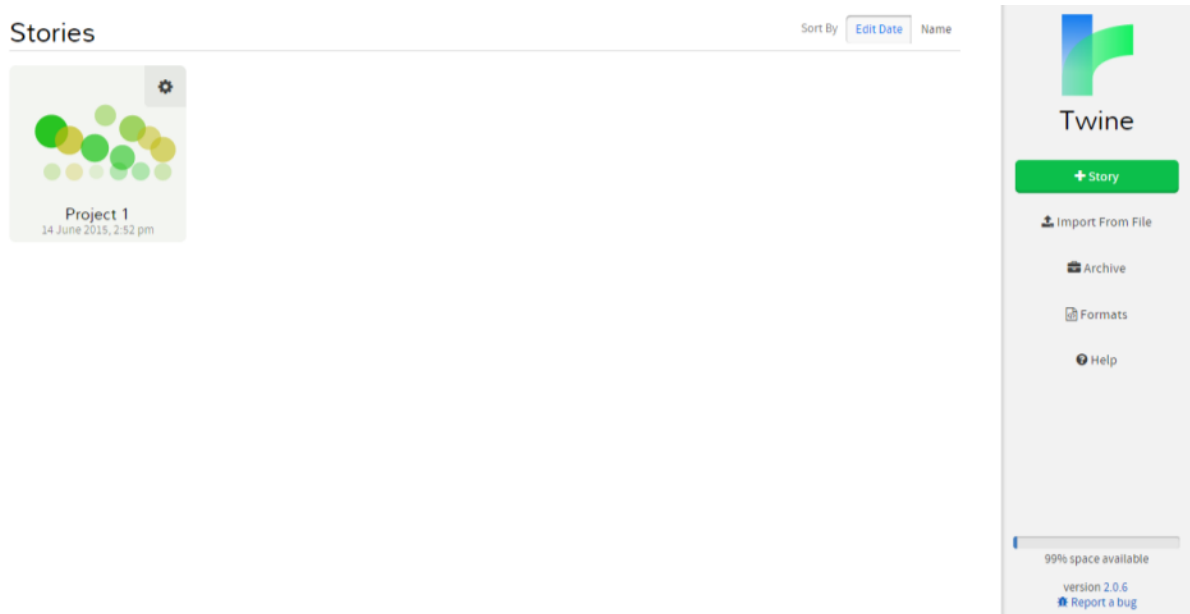 Stories
Sort By Edit Date Name
Project 1
14 June 2015, 2:52 pm
Twine
+ Story
Import From File
Archive
Formats
Help
99% space available
version 2.0.6
Report a bug